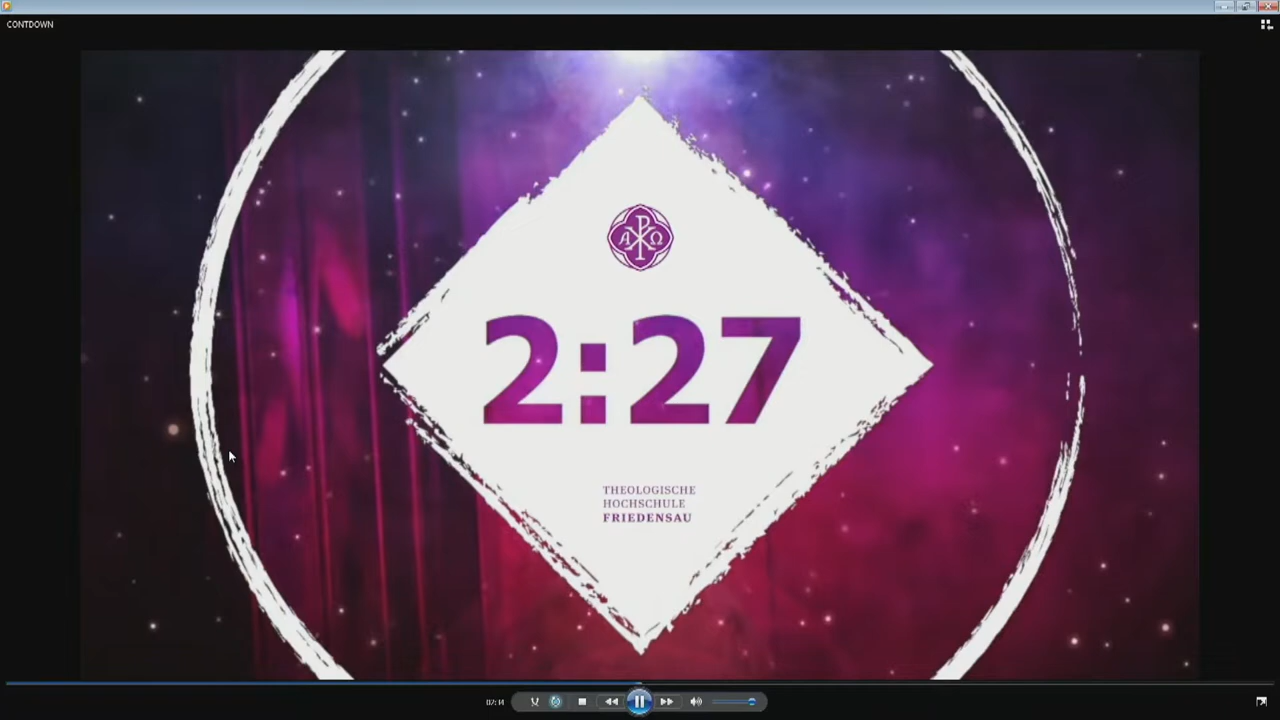 CONTDOWN
Α Ω
2:27
THEOLOGISCHE
HOCHSCHULE
FRIEDENSAU